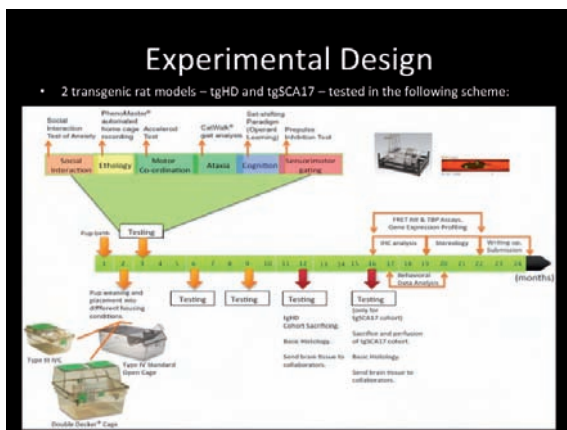 Experimental Design
• 2 transgenic rat models – tgHD and tgSCA17 – tested in the following scheme:
Social
Interaction
Test of Anxiety
PhenoMaster®
automated
home cage
recording
Accelerod
Test
CatWalk®
gait analysis
Set-shifting
Paradigm
(Operant
Learning)
Prepulse
Inhibition Test
Social
Interaction
Ethology
Motor
Co-ordination
Ataxia
Cognition
Sensorimotor
gating
Pup birth
Testing
FRET Htt & TBP Assays.
Gene Expression Profiling
IHC analysis
Stereology
Writing up,
Submission
1 2 3 4 5 6 7 8 9 10 11 12 13 14 15 16 17 18 19 20 21 22 23 24
(months)
Behavioral
Data Analysis
Pup weaning and
placement into
different housing
conditions.
Testing
Testing
Testing
Testing
tgHD
Cohort Sacrificing.
Basic Histology.
Send brain tissue to
collaborators.
(only for
tgSCA17 cohort)
Sacrifice and perfusion
of tgSCA17 cohort.
Basic Histology.
Send brain tissue to
collaborators.
Type III IVC
Type IV Standard
Open Cage
Double Decker® Cage